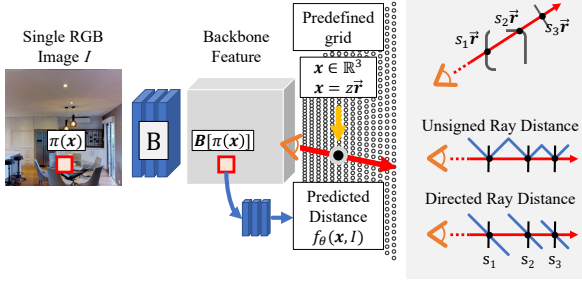 Single RGB
Image I
π(x)
B
Backbone
Feature
B[π(x)]
Predefined
grid
x ∈ ℝ³
x = zr⃗
Predicted
Distance
f_θ(x, I)
s₁r⃗
s₂r⃗
s₃r⃗
Unsigned Ray Distance
Directed Ray Distance
s₁
s₂
s₃